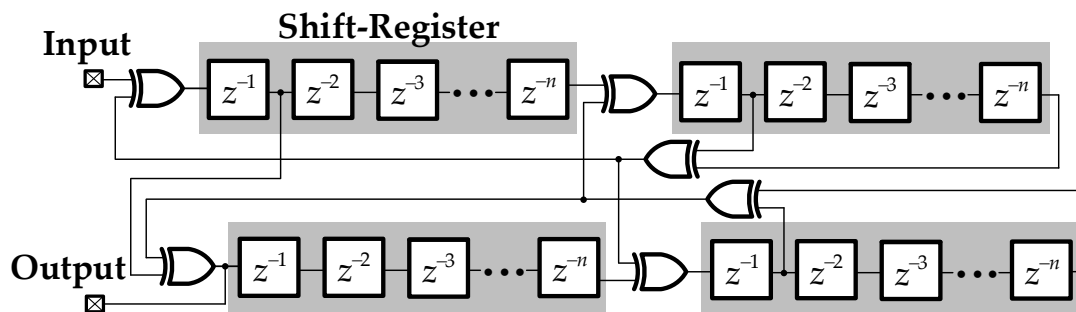 Shift-Register
Input
z⁻¹ z⁻² z⁻³ ••• z⁻ⁿ z⁻¹ z⁻² z⁻³ ••• z⁻ⁿ
Output
z⁻¹ z⁻² z⁻³ ••• z⁻ⁿ z⁻¹ z⁻² z⁻³ ••• z⁻ⁿ